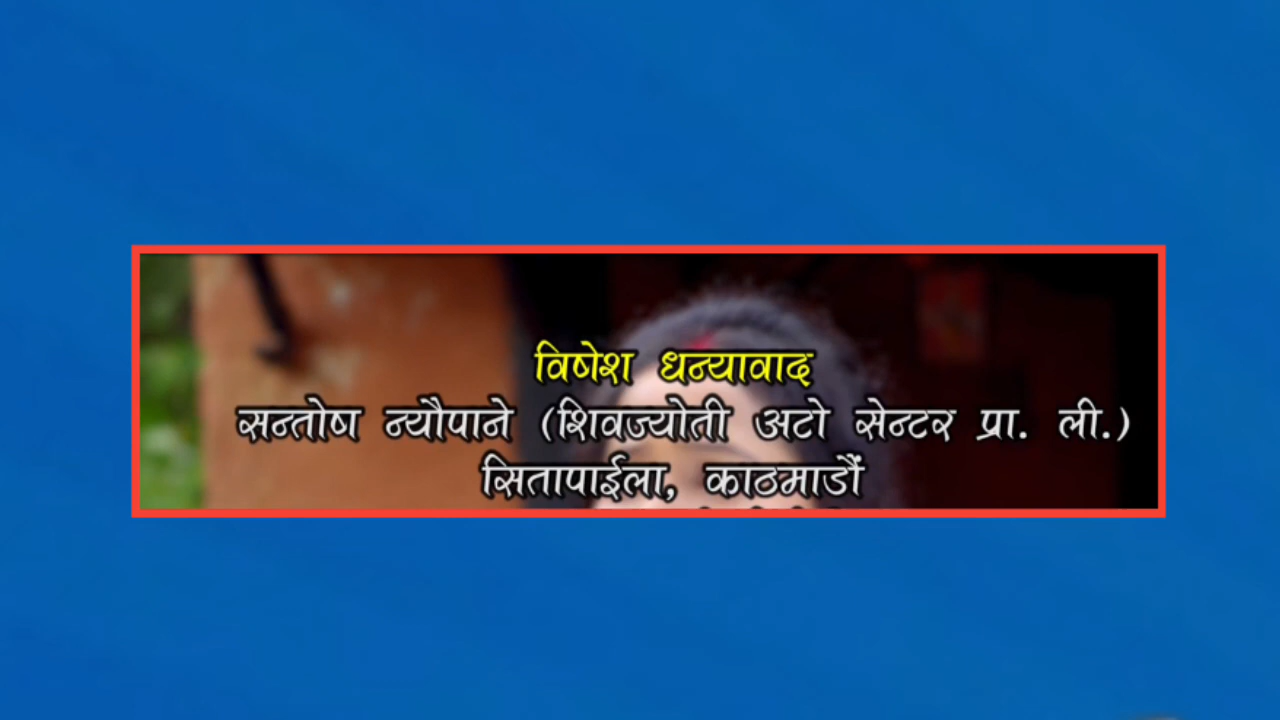 विषेश धन्यावाद
सन्तोष न्यौपाने (शिवज्योती अटो सेन्टर प्रा. ली.)
सितापाईला, काठमाडौं